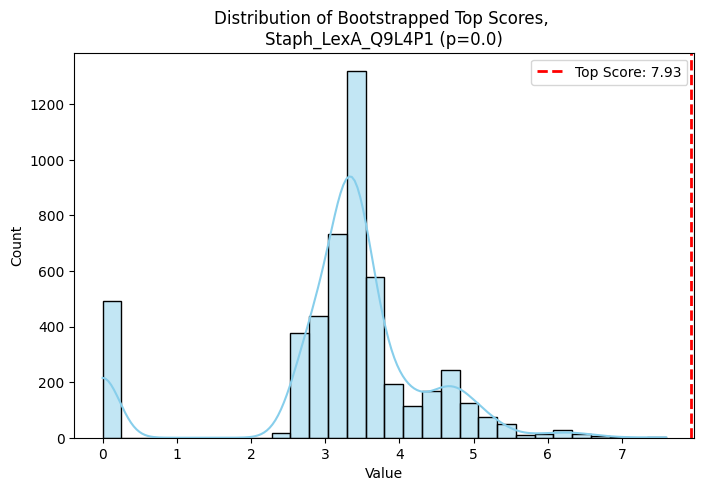 Distribution of Bootstrapped Top Scores,
Staph_LexA_Q9L4P1 (p=0.0)
Top Score: 7.93
Count
1200
1000
800
600
400
200
0
0 1 2 3 4 5 6 7
Value